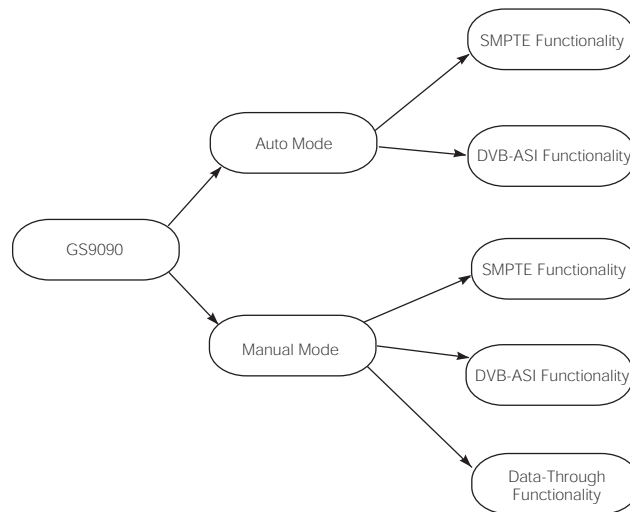 SMPTE Functionality
Auto Mode
DVB-ASI Functionality
GS9090
SMPTE Functionality
Manual Mode
DVB-ASI Functionality
Data-Through
Functionality